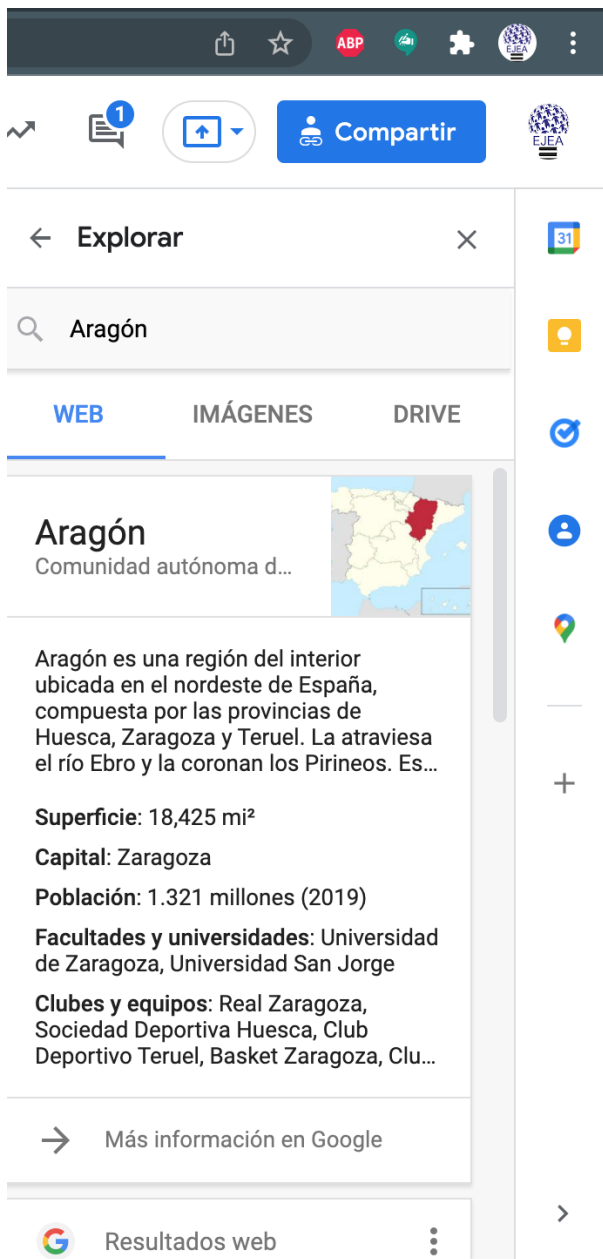 ABP
EJEA
1
Compartir
EJEA
Explorar
31
Aragón
WEB IMÁGENES DRIVE
Aragón
Comunidad autónoma d...
Aragón es una región del interior
ubicada en el nordeste de España,
compuesta por las provincias de
Huesca, Zaragoza y Teruel. La atraviesa
el río Ebro y la coronan los Pirineos. Es...
Superficie: 18,425 mi²
Capital: Zaragoza
Población: 1.321 millones (2019)
Facultades y universidades: Universidad
de Zaragoza, Universidad San Jorge
Clubes y equipos: Real Zaragoza,
Sociedad Deportiva Huesca, Club
Deportivo Teruel, Basket Zaragoza, Clu...
Más información en Google
G Resultados web